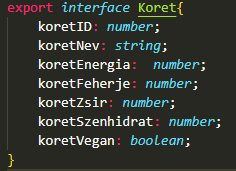 export interface Koret{
koretID: number;
koretNev: string;
koretEnergia:  number;
koretFeherje: number;
koretZsir: number;
koretSzenhidrat: number;
koretVegan: boolean;
}